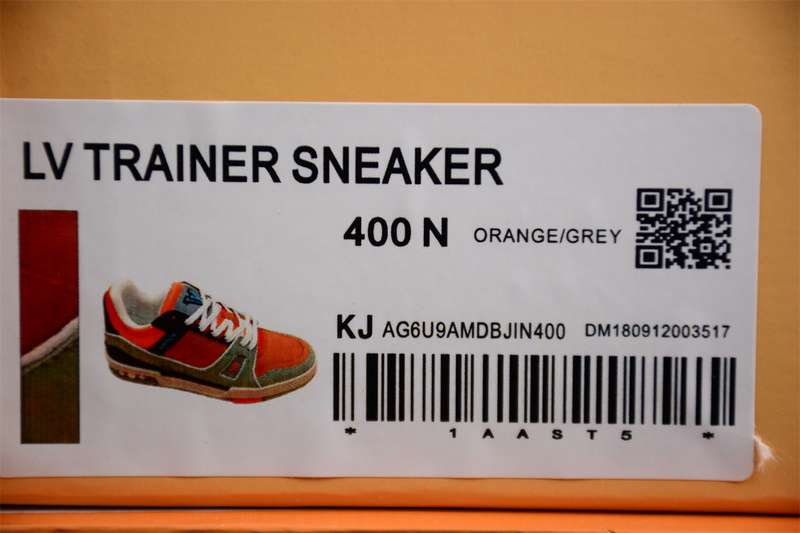 LV TRAINER SNEAKER
400 N ORANGE/GREY
KJ AG6U9AMDBJIN400 DM180912003517
* 1AAST5 *